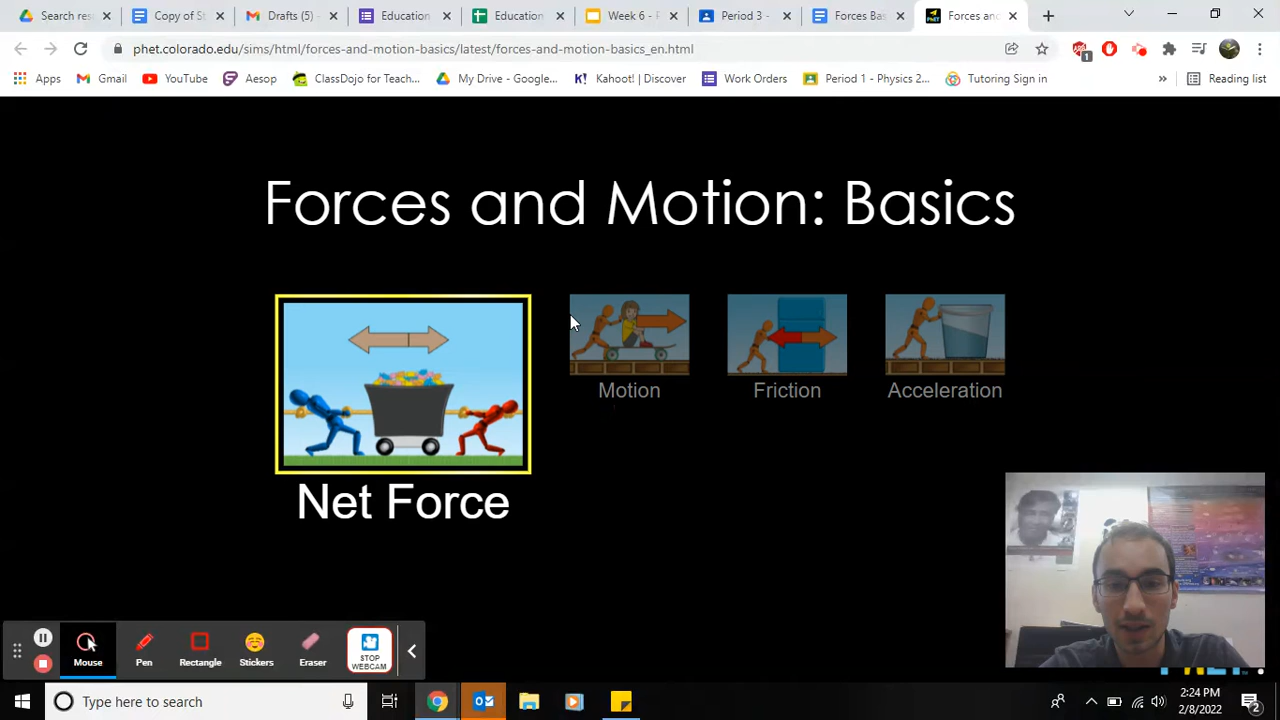 Search res
Copy of S
Drafts (5)
Education
Education
Week 6 -
Period 3 -
Forces Bas
Forces and
phet.colorado.edu/sims/html/forces-and-motion-basics/latest/forces-and-motion-basics_en.html
1
Apps
Gmail
YouTube
Aesop
ClassDojo for Teach...
My Drive - Google...
Kahoot! | Discover
Work Orders
Period 1 - Physics 2...
Tutoring Sign in
»
Reading list
Forces and Motion: Basics
Net Force
Motion
Friction
Acceleration
Mouse
Pen
Rectangle
Stickers
Eraser
STOP
WEBCAM
Type here to search
2:24 PM
2/8/2022
2